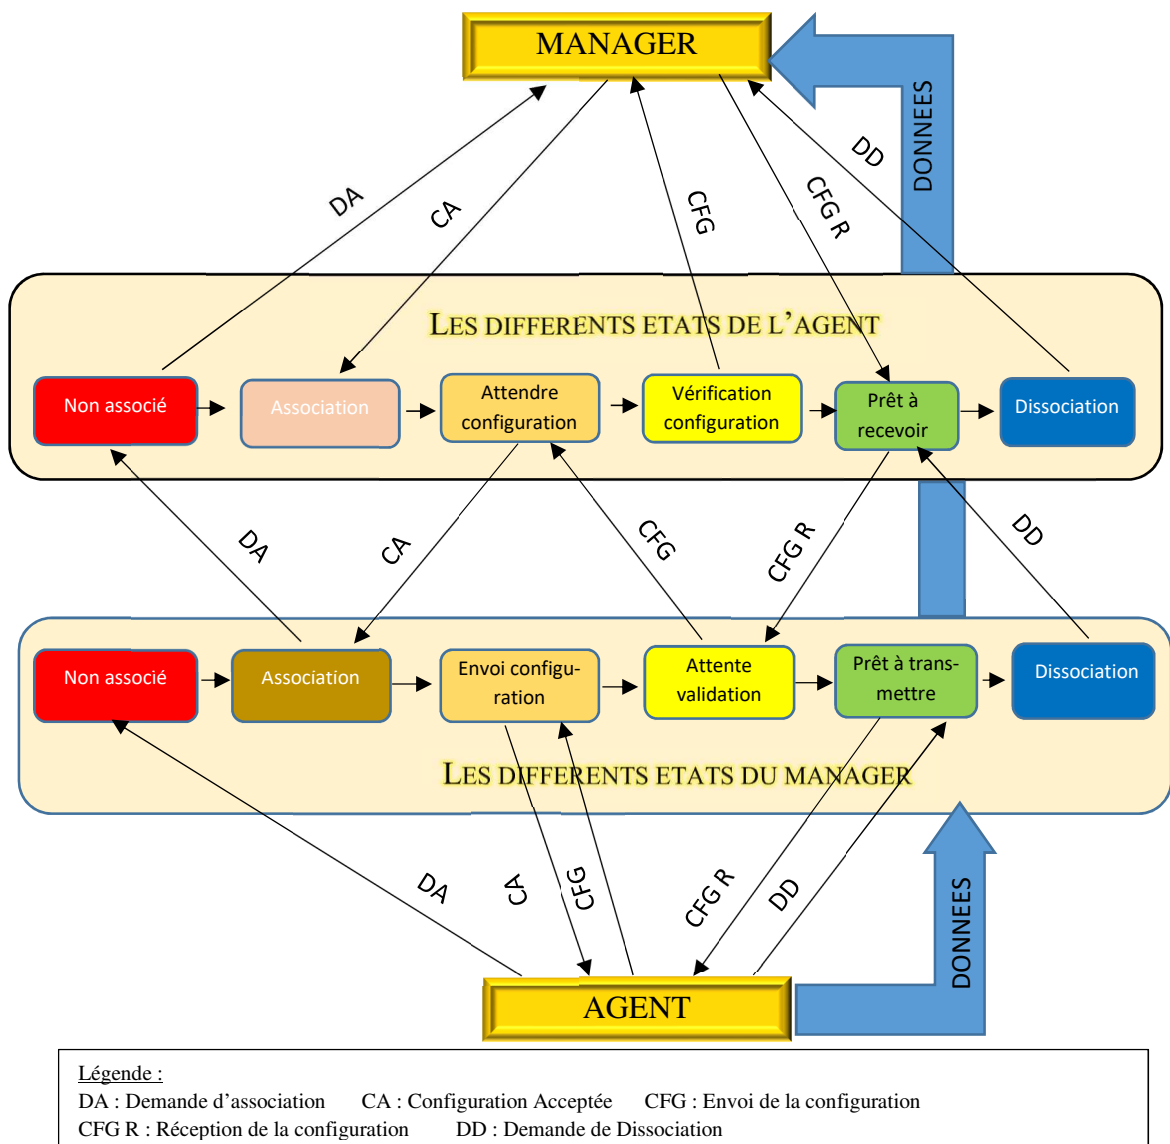 MANAGER
DONNEES
DD
DA
CA
CFG
CFG R
LES DIFFERENTS ETATS DE L’AGENT
Non associé
Association
Attendre
configuration
Vérification
configuration
Prêt à
recevoir
Dissociation
DA
CA
CFG
CFG R
DD
Non associé
Association
Envoi configu-
ration
Attente
validation
Prêt à trans-
mettre
Dissociation
LES DIFFERENTS ETATS DU MANAGER
DA
CA
CFG
CFG R
DD
DONNEES
AGENT
Légende :
DA : Demande d’association CA : Configuration Acceptée CFG : Envoi de la configuration
CFG R : Réception de la configuration DD : Demande de Dissociation